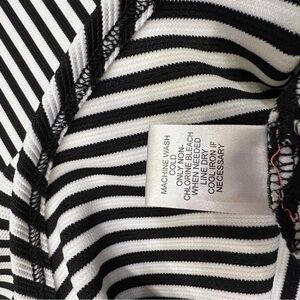 MACHINE WASH
COLD
ONLY NON-
CHLORINE BLEACH
WHEN NEEDED
LINE DRY
COOL IRON IF
NECESSARY